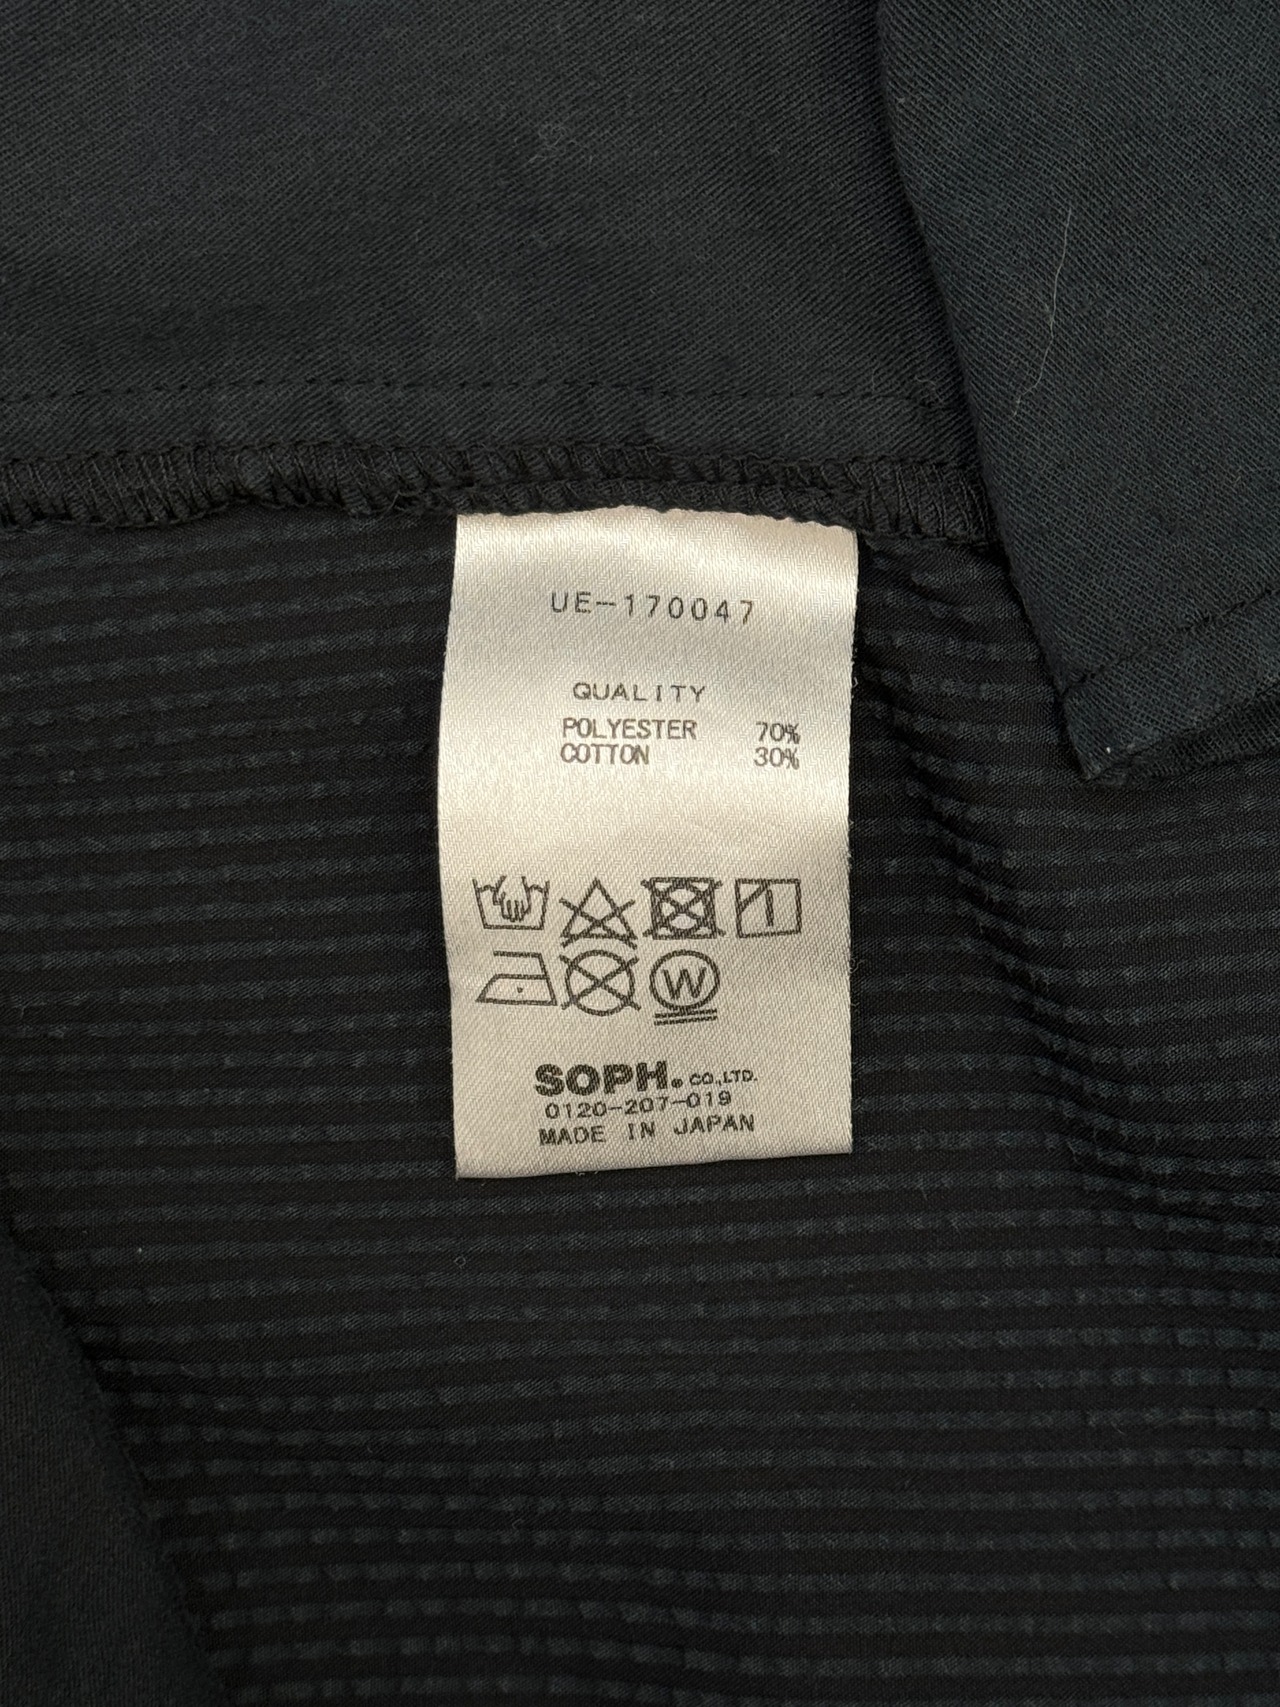 UE-170047
QUALITY
POLYESTER 70%
COTTON 30%
W
SOPH. CO.,LTD.
0120-207-019
MADE IN JAPAN